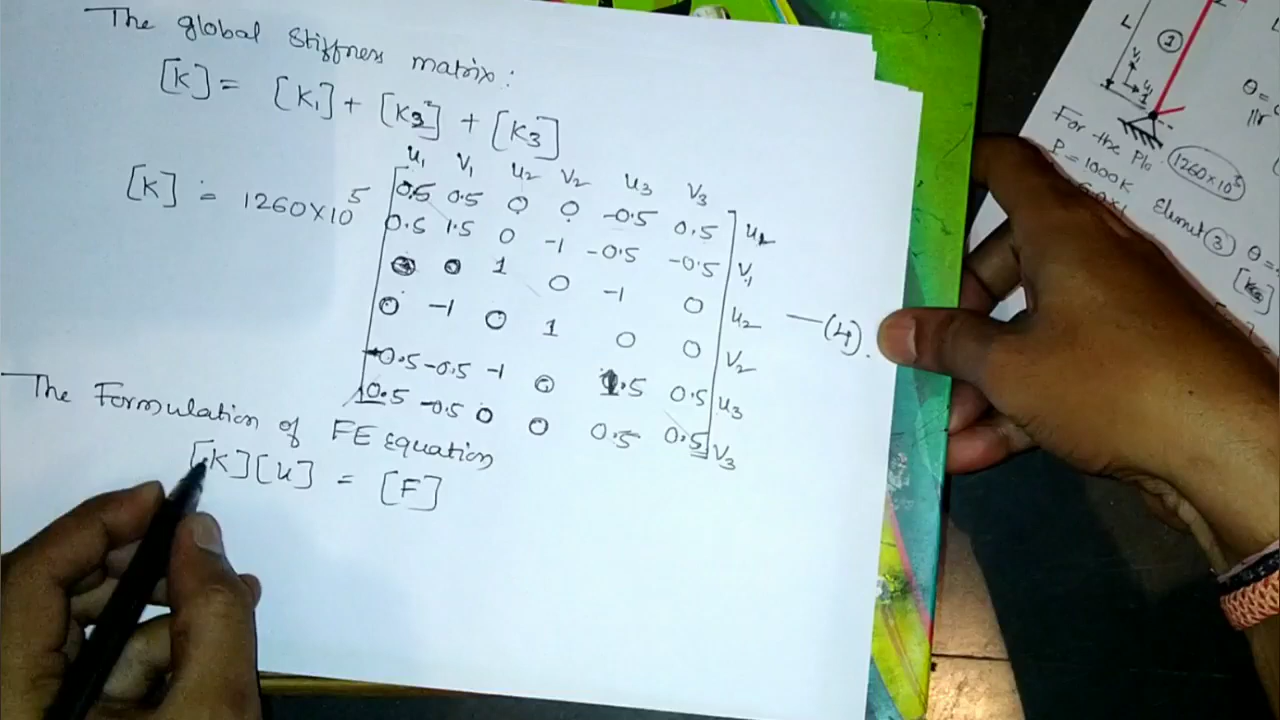 The global stiffness matrix:
[K] = [K1] + [K2] + [K3]
u1 v1 u2 v2 u3 v3
[K] = 1260×10^5
0.5 0.5 0 0 -0.5 0.5 u1
0.5 1.5 0 -1 -0.5 -0.5 v1
0 0 1 0 -1 0 u2
0 -1 0 1 0 0 v2
-0.5 -0.5 -1 0 1.5 0.5 u3
0.5 -0.5 0 0 0.5 0.5 v3
—(4).
The Formulation of FE Equation
[K][u] = [F]
L
1
θ=
For the Pl
P=1000K
1260×10^5
Element 3 θ=